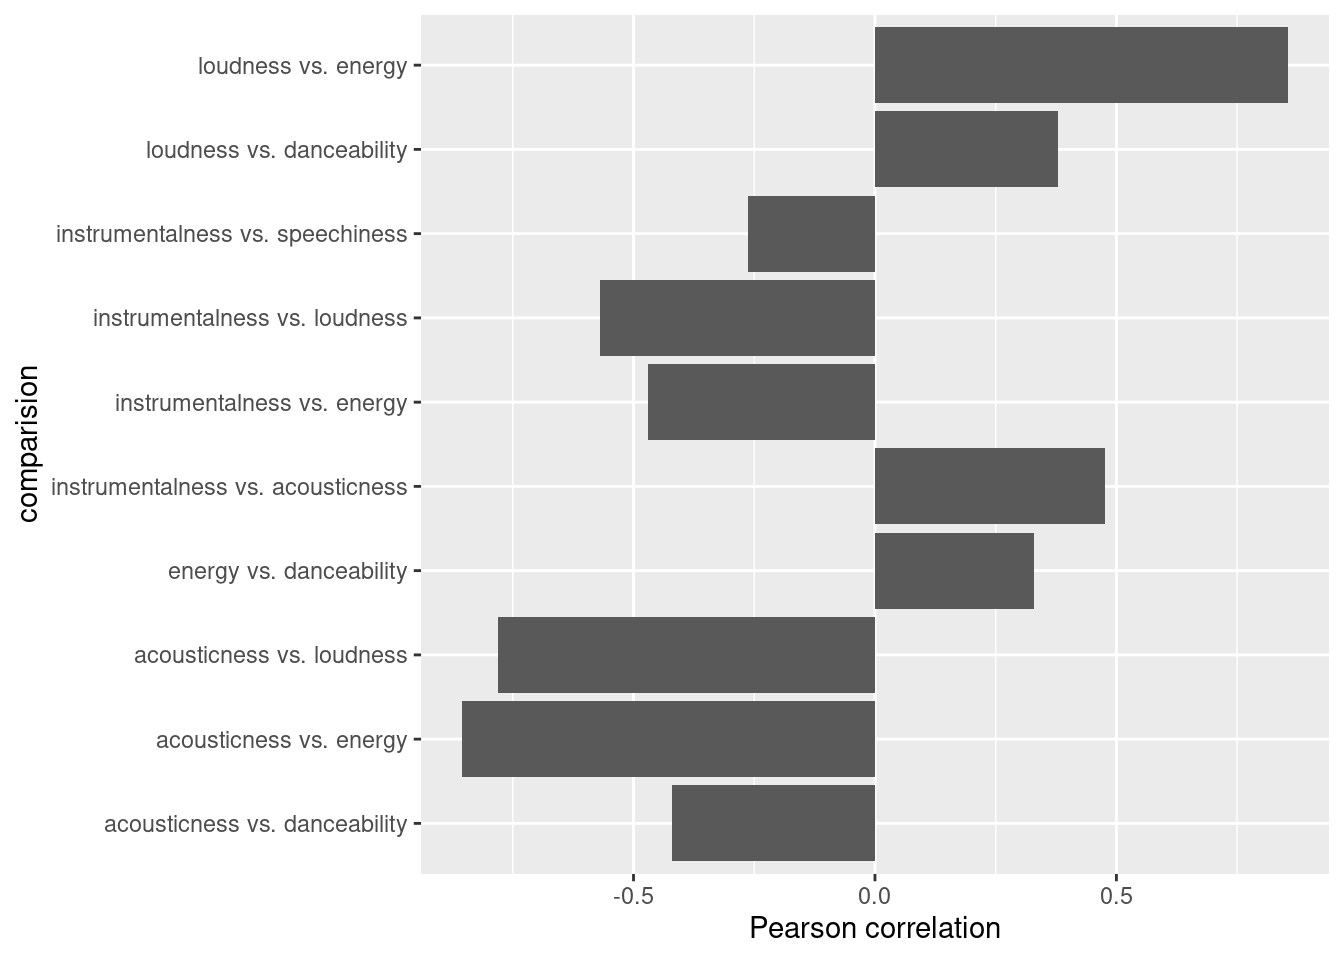 loudness vs. energy
loudness vs. danceability
instrumentalness vs. speechiness
instrumentalness vs. loudness
instrumentalness vs. energy
instrumentalness vs. acousticness
energy vs. danceability
acousticness vs. loudness
acousticness vs. energy
acousticness vs. danceability
comparision
-0.5 0.0 0.5
Pearson correlation